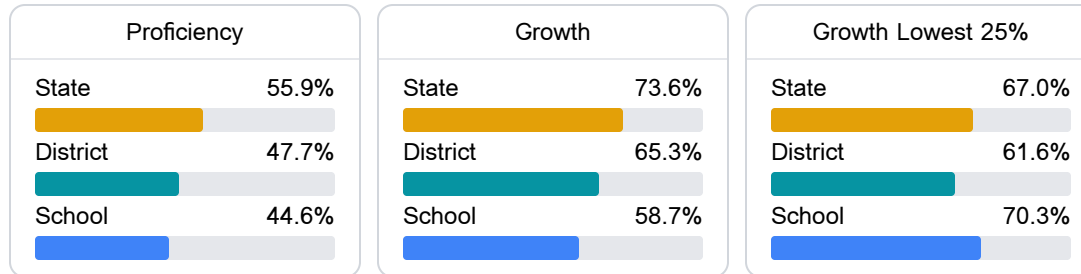 Proficiency
State 55.9%
District 47.7%
School 44.6%
Growth
State 73.6%
District 65.3%
School 58.7%
Growth Lowest 25%
State 67.0%
District 61.6%
School 70.3%